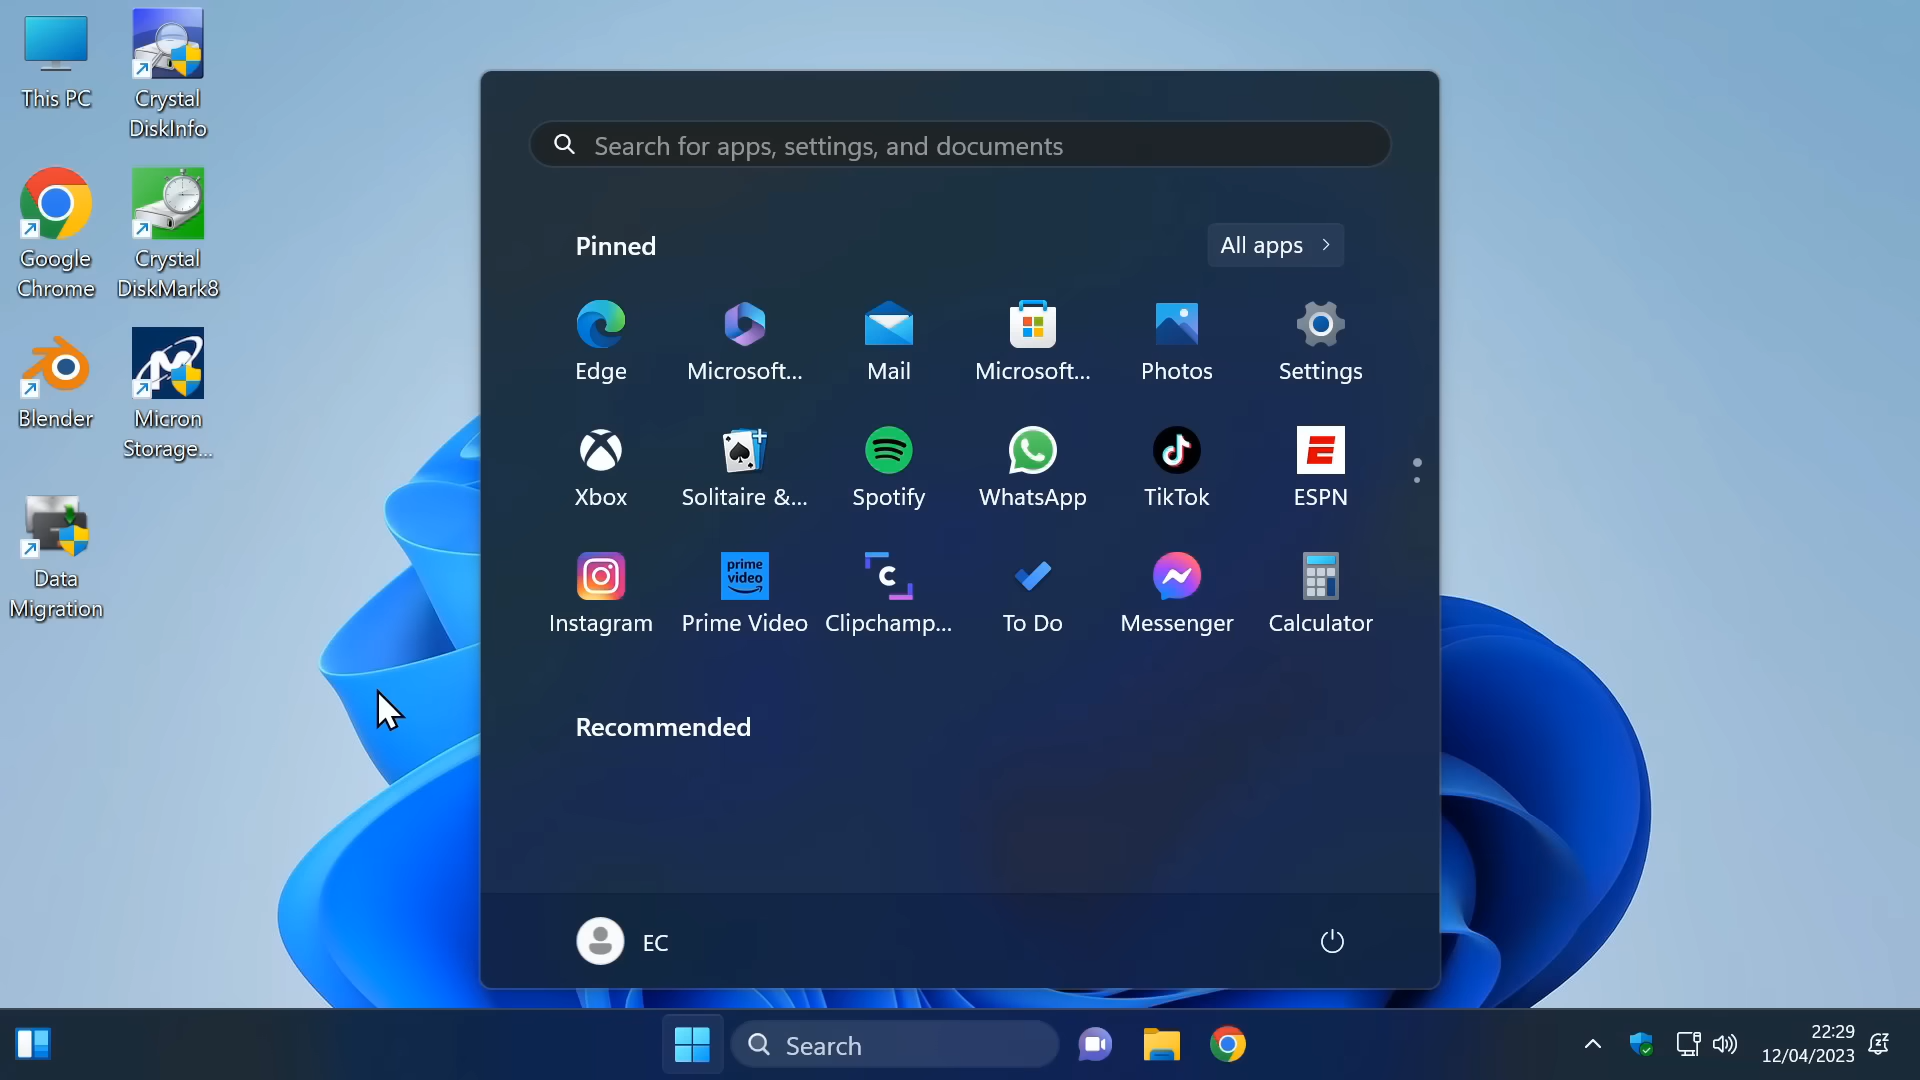 This PC
Crystal
DiskInfo
Google
Chrome
Crystal
DiskMark8
Blender
Micron
Storage...
Data
Migration
Search for apps, settings, and documents
Pinned
All apps
Edge
Microsoft...
Mail
Microsoft...
Photos
Settings
Xbox
Solitaire &...
Spotify
WhatsApp
TikTok
ESPN
prime
video
Instagram
Prime Video
Clipchamp...
To Do
Messenger
Calculator
Recommended
EC
Search
22:29
12/04/2023